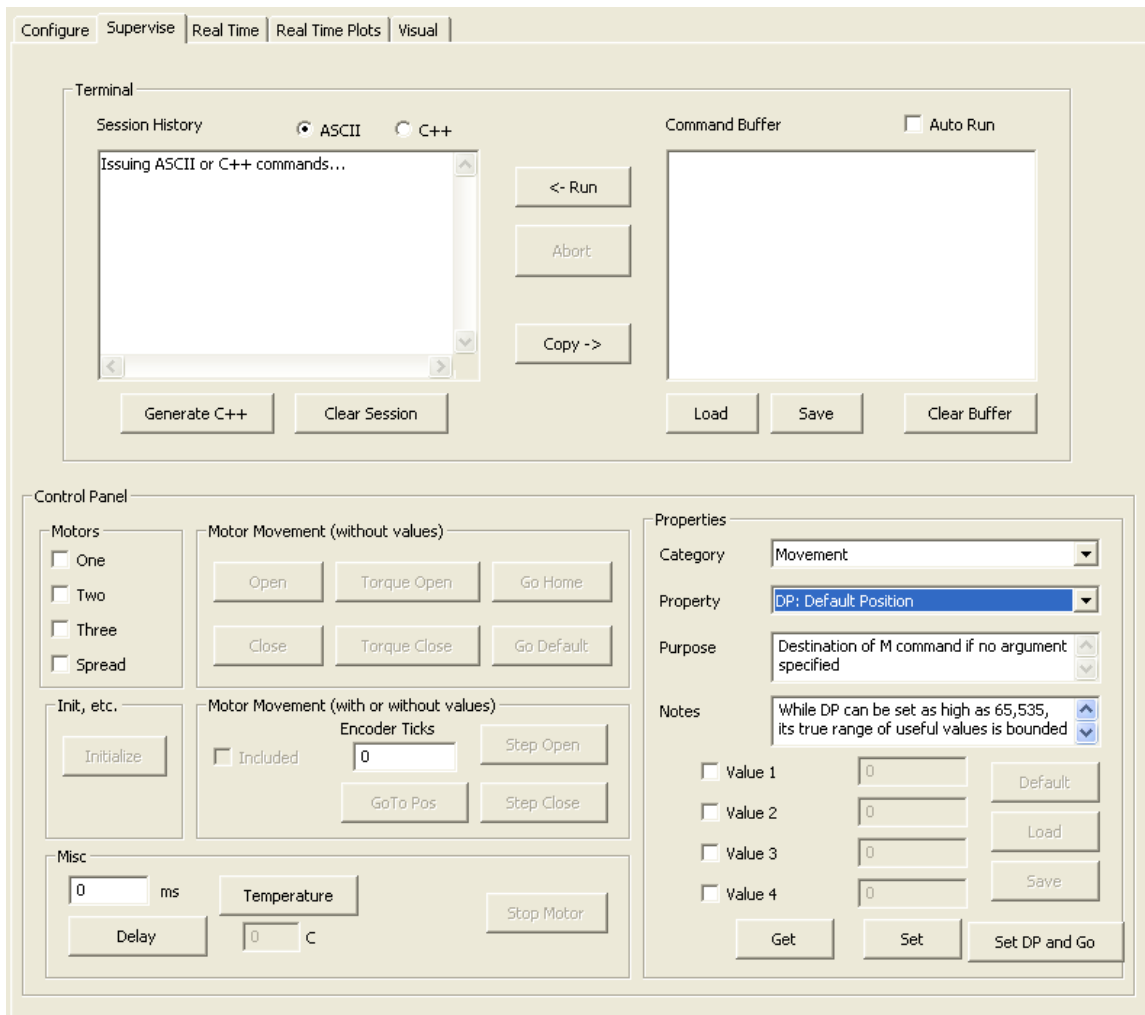 Configure Supervise Real Time Real Time Plots Visual
Terminal
Session History ASCII C++ Command Buffer Auto Run
Issuing ASCII or C++ commands...
<- Run
Abort
Copy ->
Generate C++ Clear Session Load Save Clear Buffer
Control Panel
Motors
One
Two
Three
Spread
Motor Movement (without values)
Open Torque Open Go Home
Close Torque Close Go Default
Init, etc.
Initialize
Motor Movement (with or without values)
Encoder Ticks
Included 0 Step Open
GoTo Pos Step Close
Misc
0 ms Temperature
Stop Motor
Delay 0 C
Properties
Category Movement
Property DP: Default Position
Purpose Destination of M command if no argument
specified
Notes While DP can be set as high as 65,535,
its true range of useful values is bounded
Value 1 0 Default
Value 2 0
Load
Value 3 0
Save
Value 4 0
Get Set Set DP and Go